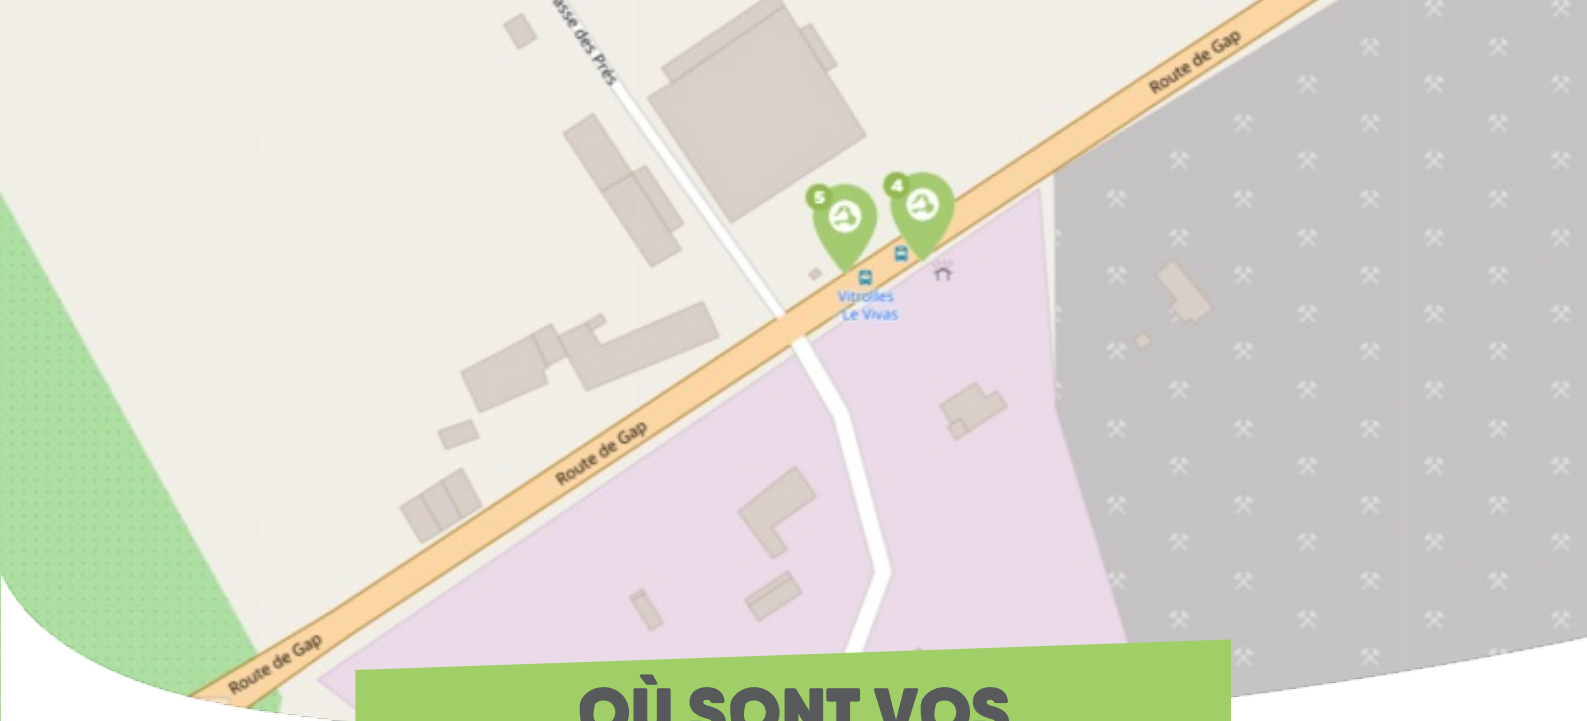 asse des Prés
Route de Gap
5
4
Vitrolles
Le Vivas
Route de Gap
Route de Gap
OÙ SONT VOS